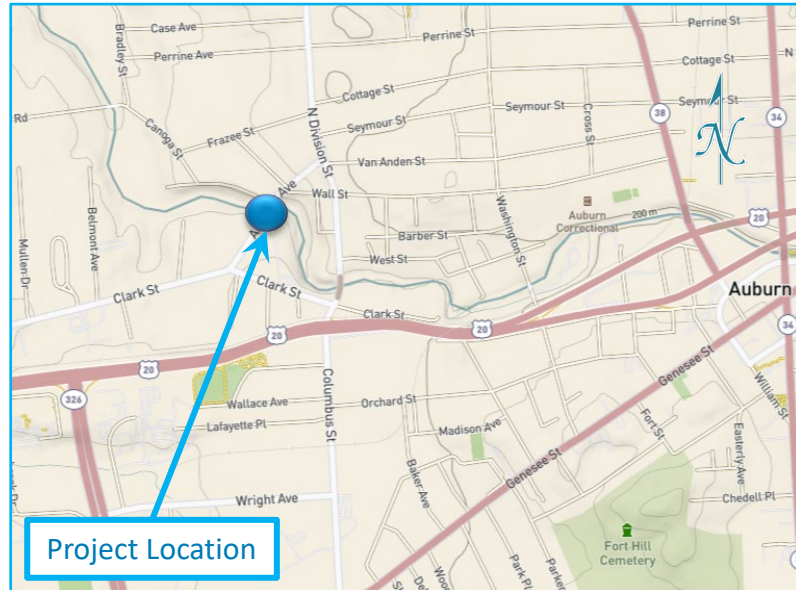 Case Ave
Bradley St
Perrine Ave
Perrine St
Cottage St
N
Rd
Canoga St
Cottage St
N Division St
Seymour St
Cross St
38
34
Frazee St
Seymour St
N
Van Anden St
Ave
Wall St
Washington St
Auburn
Correctional
200 m
20
Belmont Ave
Mullen Dr
Barber St
West St
Clark St
Clark St
Clark St
Auburn
20
20
34
326
Genesee St
William St
Wallace Ave
Orchard St
Lafayette Pl
Columbus St
Madison Ave
Fort St
Easterly Ave
Genesee St
Baker Ave
Wright Ave
Chedell Pl
Project Location
Park Pl
Parker
Fort Hill
Cemetery